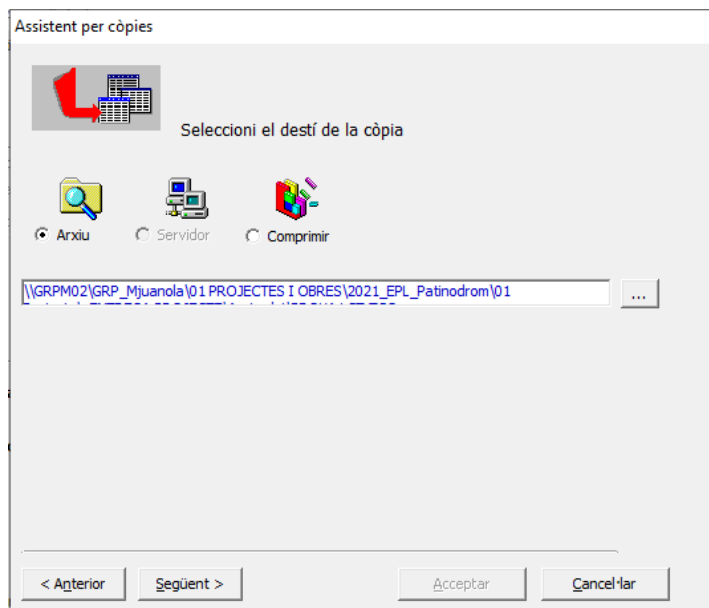 Assistent per còpies
Seleccioni el destí de la còpia
Arxiu
Servidor
Comprimir
\\GRPM02\GRP_Mjuanola\01 PROJECTES I OBRES\2021_EPL_Patinodrom\01
...
< Anterior
Següent >
Acceptar
Cancel·lar